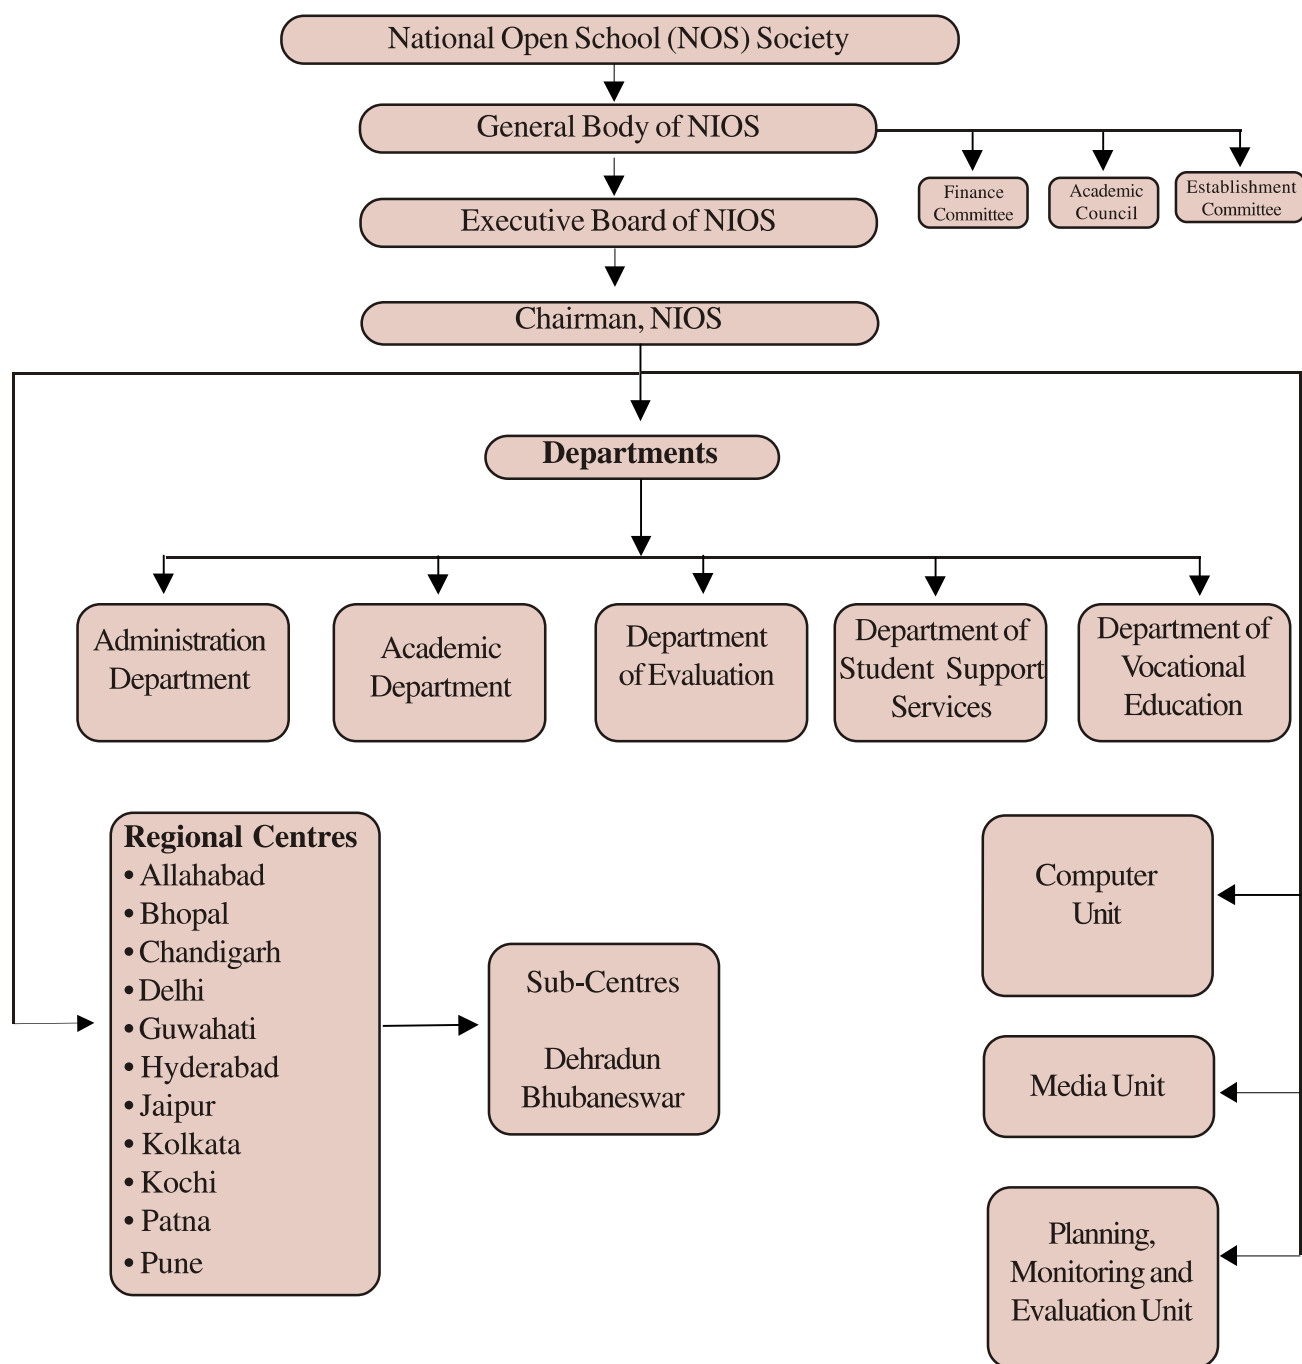 National Open School (NOS) Society
General Body of NIOS
Finance
Committee
Academic
Council
Establishment
Committee
Executive Board of NIOS
Chairman, NIOS
Departments
Administration
Department
Academic
Department
Department
of Evaluation
Department of
Student Support
Services
Department of
Vocational
Education
Regional Centres
• Allahabad
• Bhopal
• Chandigarh
• Delhi
• Guwahati
• Hyderabad
• Jaipur
• Kolkata
• Kochi
• Patna
• Pune
Sub-Centres
Dehradun
Bhubaneswar
Computer
Unit
Media Unit
Planning,
Monitoring and
Evaluation Unit